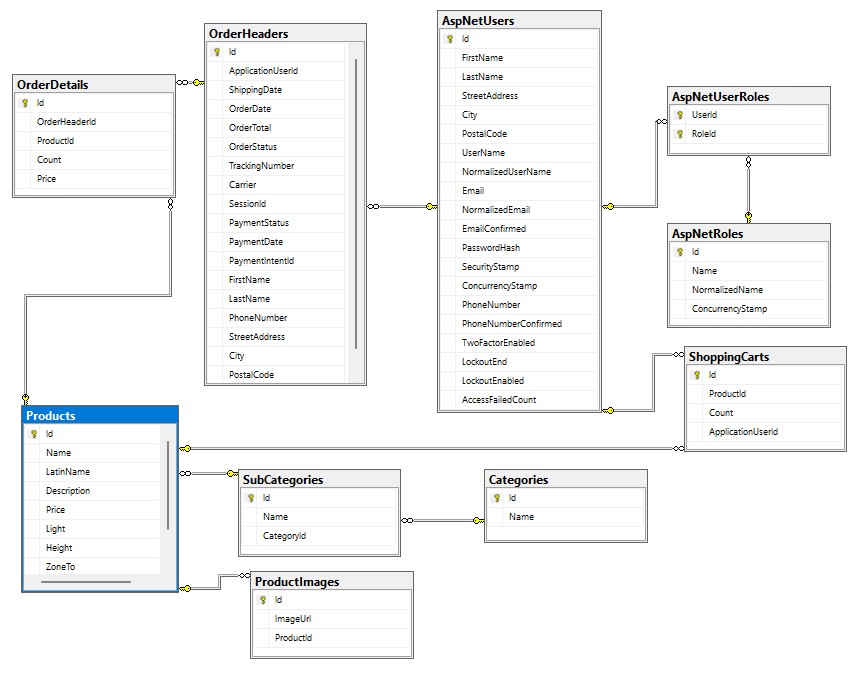 OrderDetails
Id
OrderHeaderId
ProductId
Count
Price
OrderHeaders
Id
ApplicationUserId
ShippingDate
OrderDate
OrderTotal
OrderStatus
TrackingNumber
Carrier
SessionId
PaymentStatus
PaymentDate
PaymentIntentId
FirstName
LastName
PhoneNumber
StreetAddress
City
PostalCode
AspNetUsers
Id
FirstName
LastName
StreetAddress
City
PostalCode
UserName
NormalizedUserName
Email
NormalizedEmail
EmailConfirmed
PasswordHash
SecurityStamp
ConcurrencyStamp
PhoneNumber
PhoneNumberConfirmed
TwoFactorEnabled
LockoutEnd
LockoutEnabled
AccessFailedCount
AspNetUserRoles
UserId
RoleId
AspNetRoles
Id
Name
NormalizedName
ConcurrencyStamp
ShoppingCarts
Id
ProductId
Count
ApplicationUserId
Products
Id
Name
LatinName
Description
Price
Light
Height
ZoneTo
SubCategories
Id
Name
CategoryId
Categories
Id
Name
ProductImages
Id
ImageUrl
ProductId